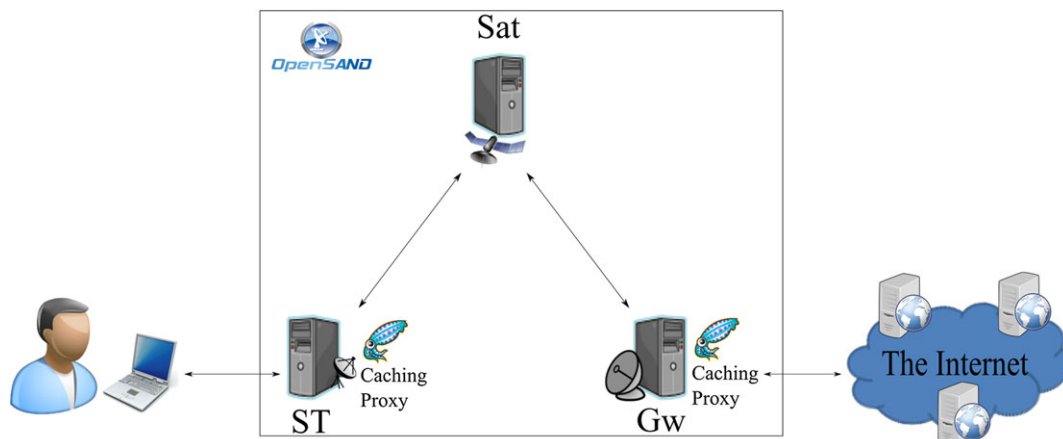 Sat
OpenSAND
Caching
Proxy
ST
Caching
Proxy
Gw
The Internet